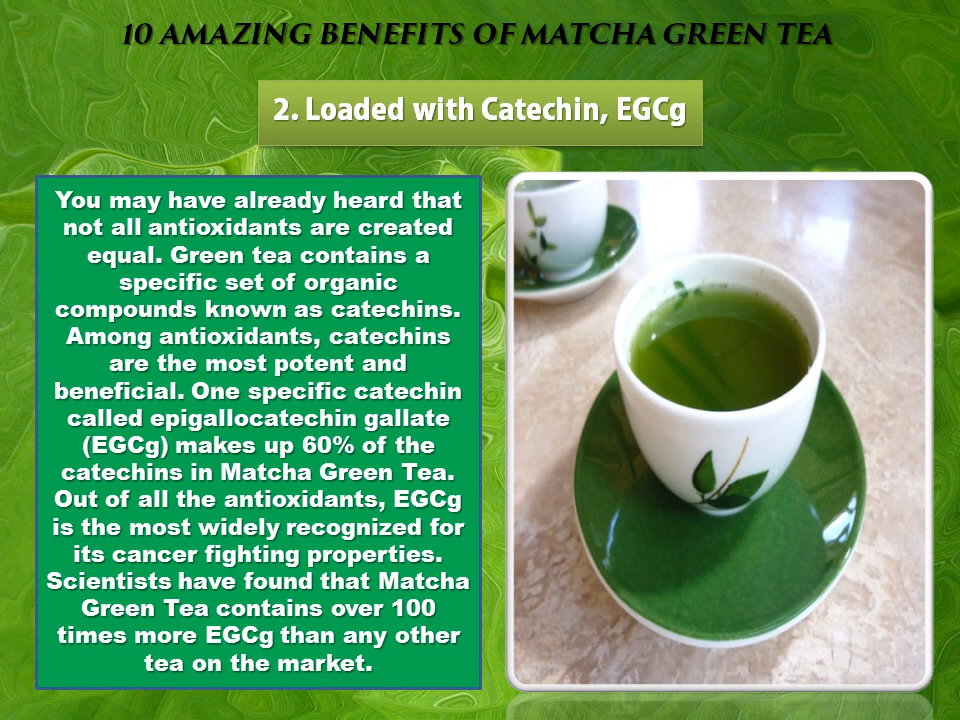 10 AMAZING BENEFITS OF MATCHA GREEN TEA
2. Loaded with Catechin, EGCg
You may have already heard that
not all antioxidants are created
equal. Green tea contains a
specific set of organic
compounds known as catechins.
Among antioxidants, catechins
are the most potent and
beneficial. One specific catechin
called epigallocatechin gallate
(EGCg) makes up 60% of the
catechins in Matcha Green Tea.
Out of all the antioxidants, EGCg
is the most widely recognized for
its cancer fighting properties.
Scientists have found that Matcha
Green Tea contains over 100
times more EGCg than any other
tea on the market.